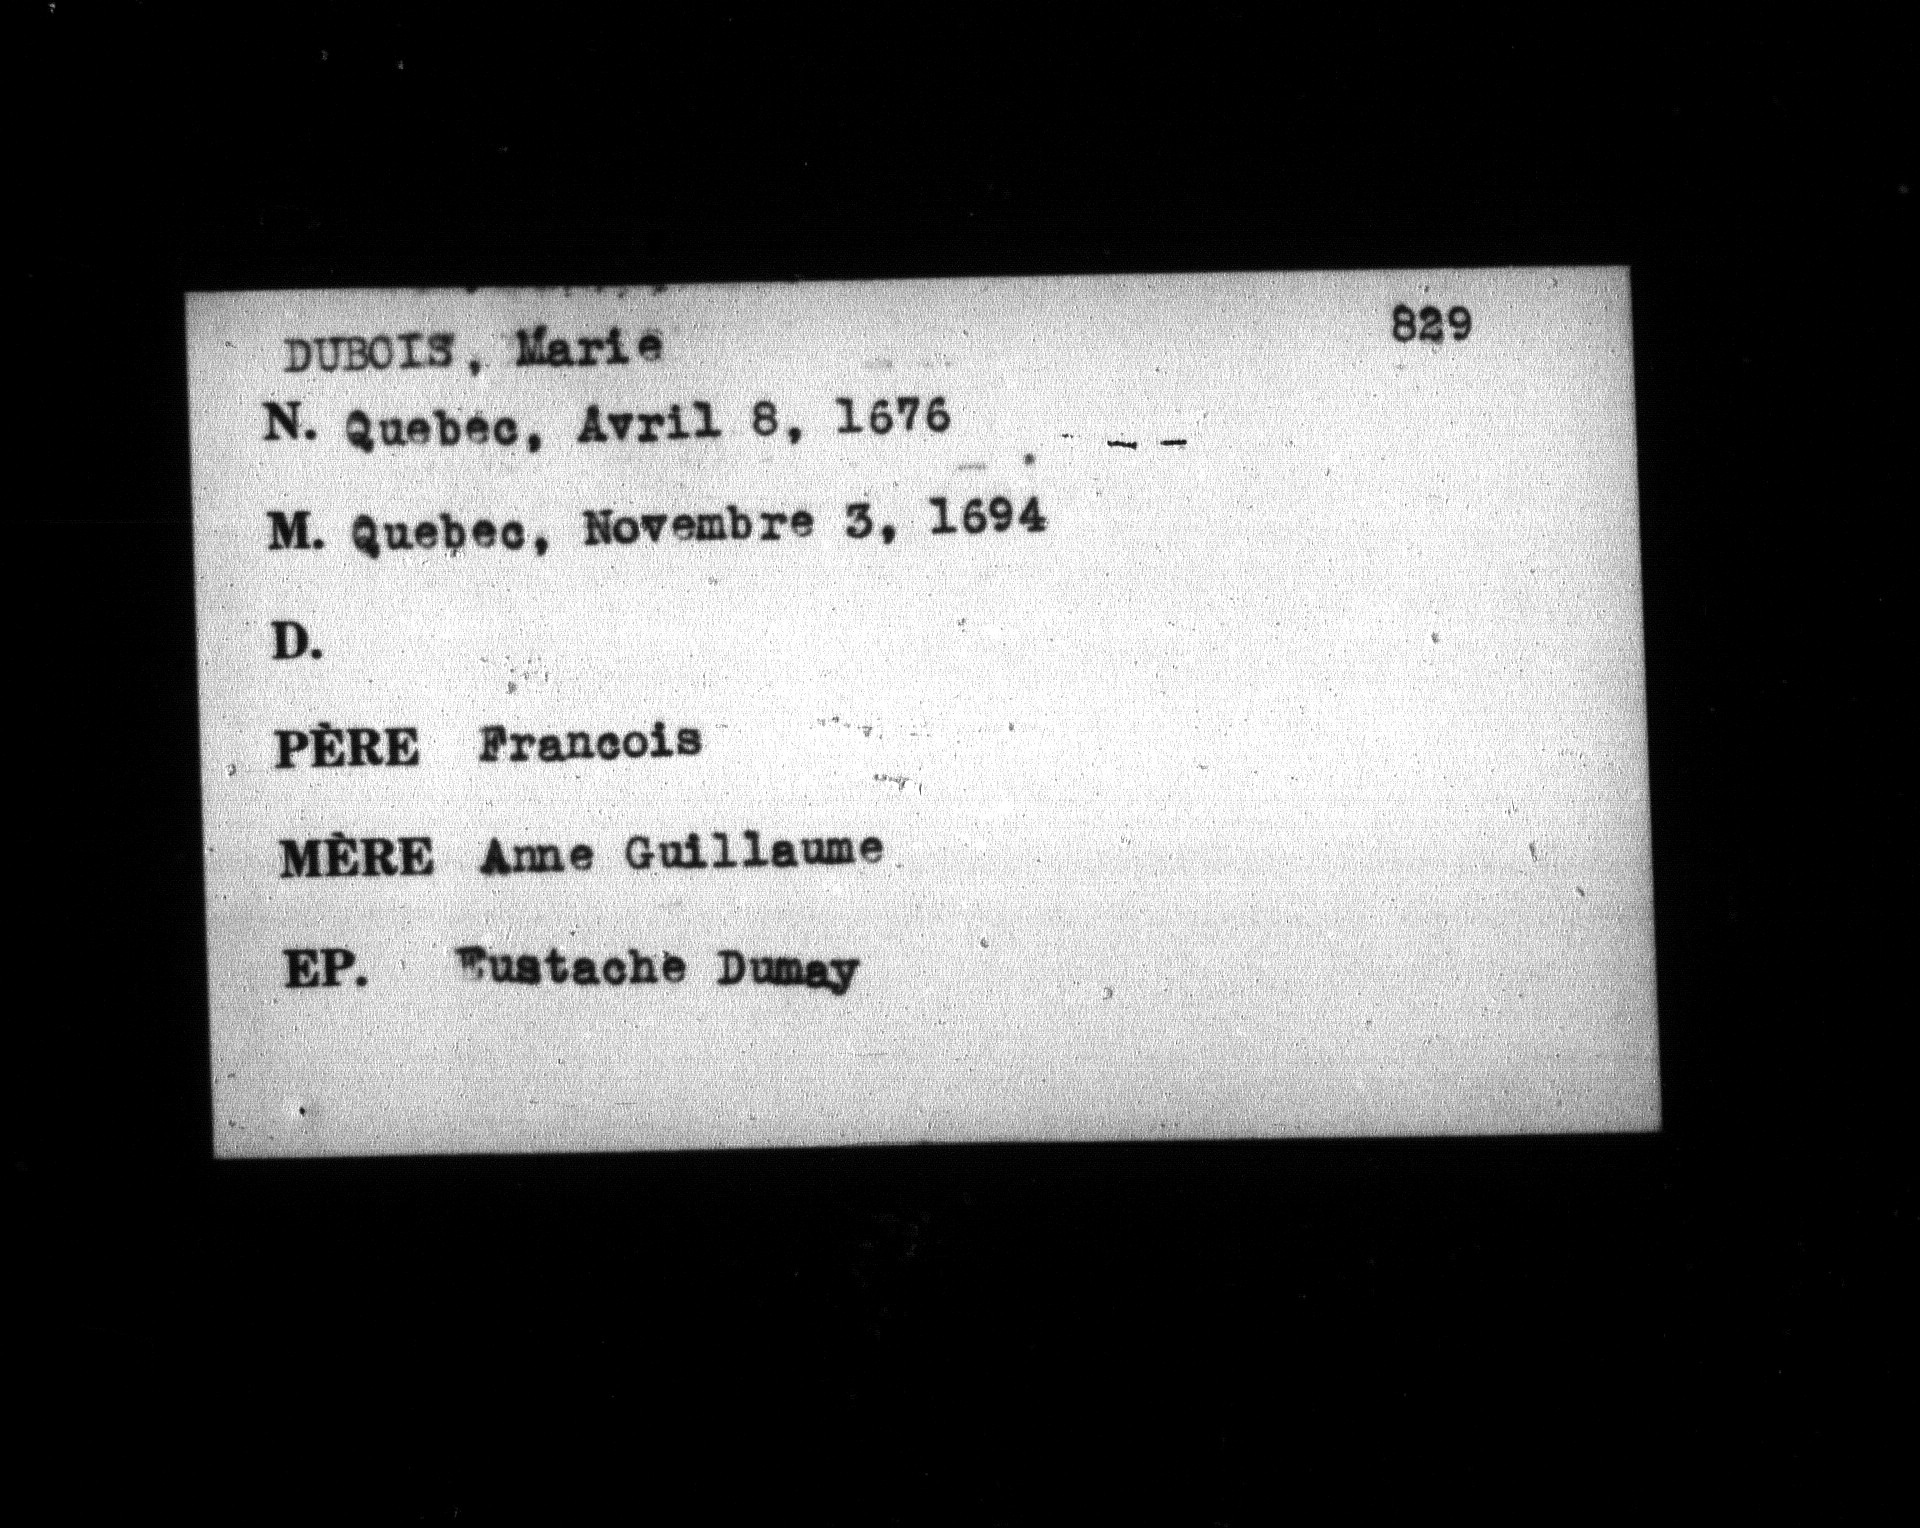 DUBOIS, Marie 829
N. Quebec, Avril 8, 1676
M. Quebec, Novembre 3, 1694
D.
PÈRE Francois
MÈRE Anne Guillaume
EP. Eustache Dumay